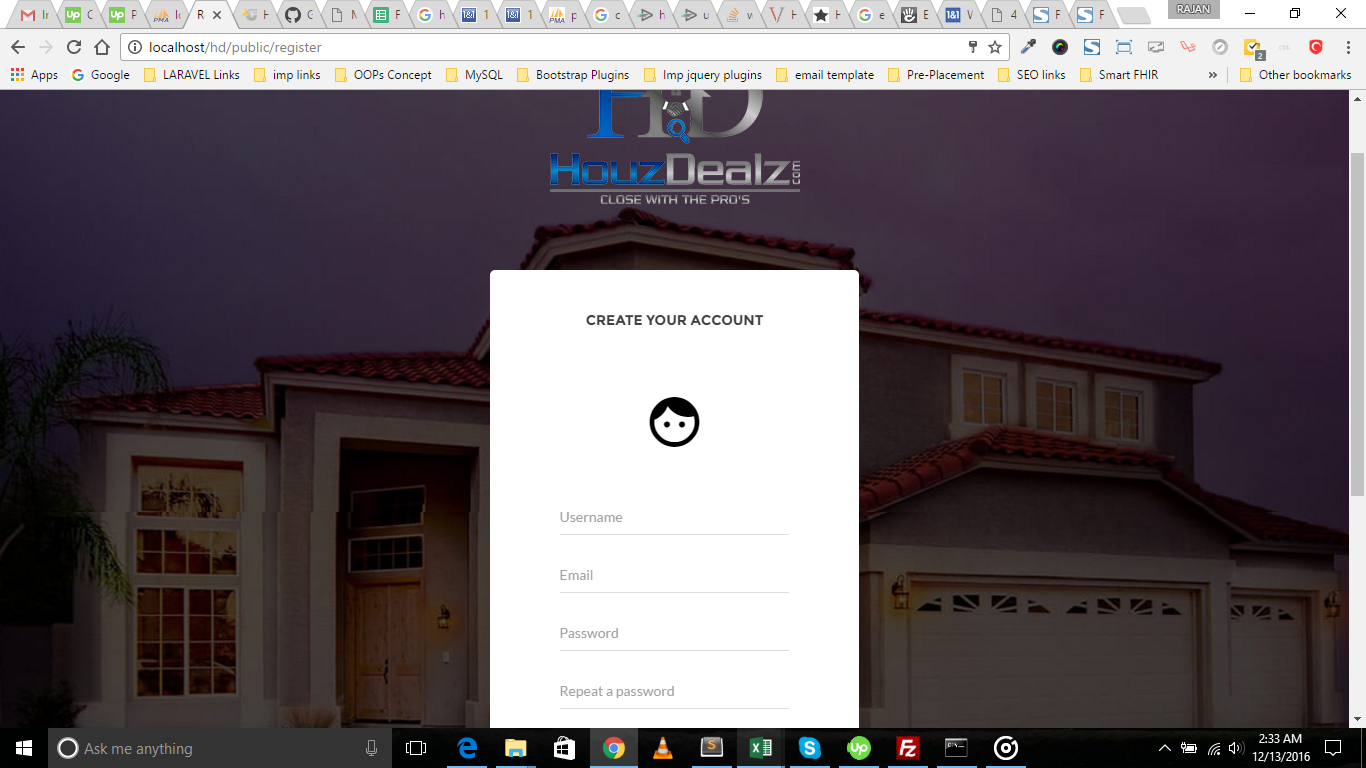 RAJAN
localhost/hd/public/register
Apps
Google
LARAVEL Links
imp links
OOPs Concept
MySQL
Bootstrap Plugins
Imp jquery plugins
email template
Pre-Placement
SEO links
Smart FHIR
»
Other bookmarks
HD
HouzDealz.com
CLOSE WITH THE PRO'S
CREATE YOUR ACCOUNT
Username
Email
Password
Repeat a password
Ask me anything
2:33 AM
12/13/2016